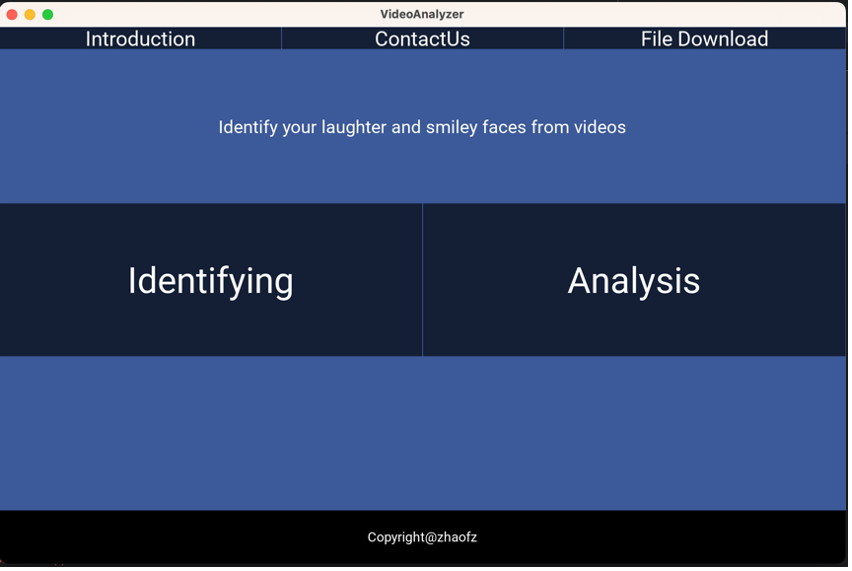 VideoAnalyzer
Introduction
ContactUs
File Download
Identify your laughter and smiley faces from videos
Identifying
Analysis
Copyright@zhaofz